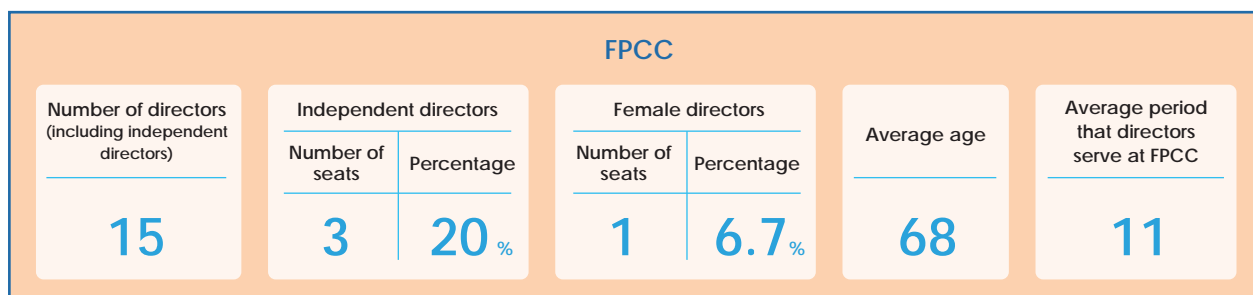 FPCC
Number of directors
(including independent
directors)
15
Independent directors
Number of
seats
Percentage
3
20 %
Female directors
Number of
seats
Percentage
1
6.7 %
Average age
68
Average period
that directors
serve at FPCC
11